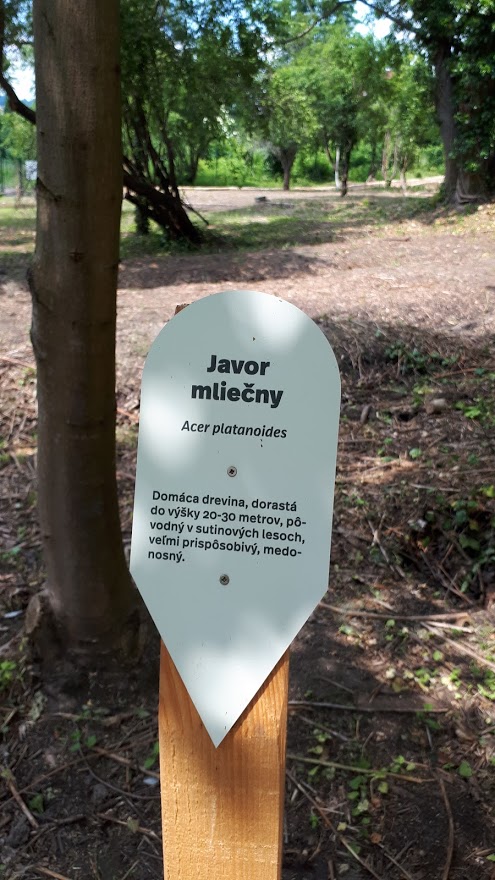 Javor
mliečny
Acer platanoides
Domáca drevina, dorastá
do výšky 20-30 metrov, pô-
vodný v sutinových lesoch,
veľmi prispôsobivý, medo-
nosný.